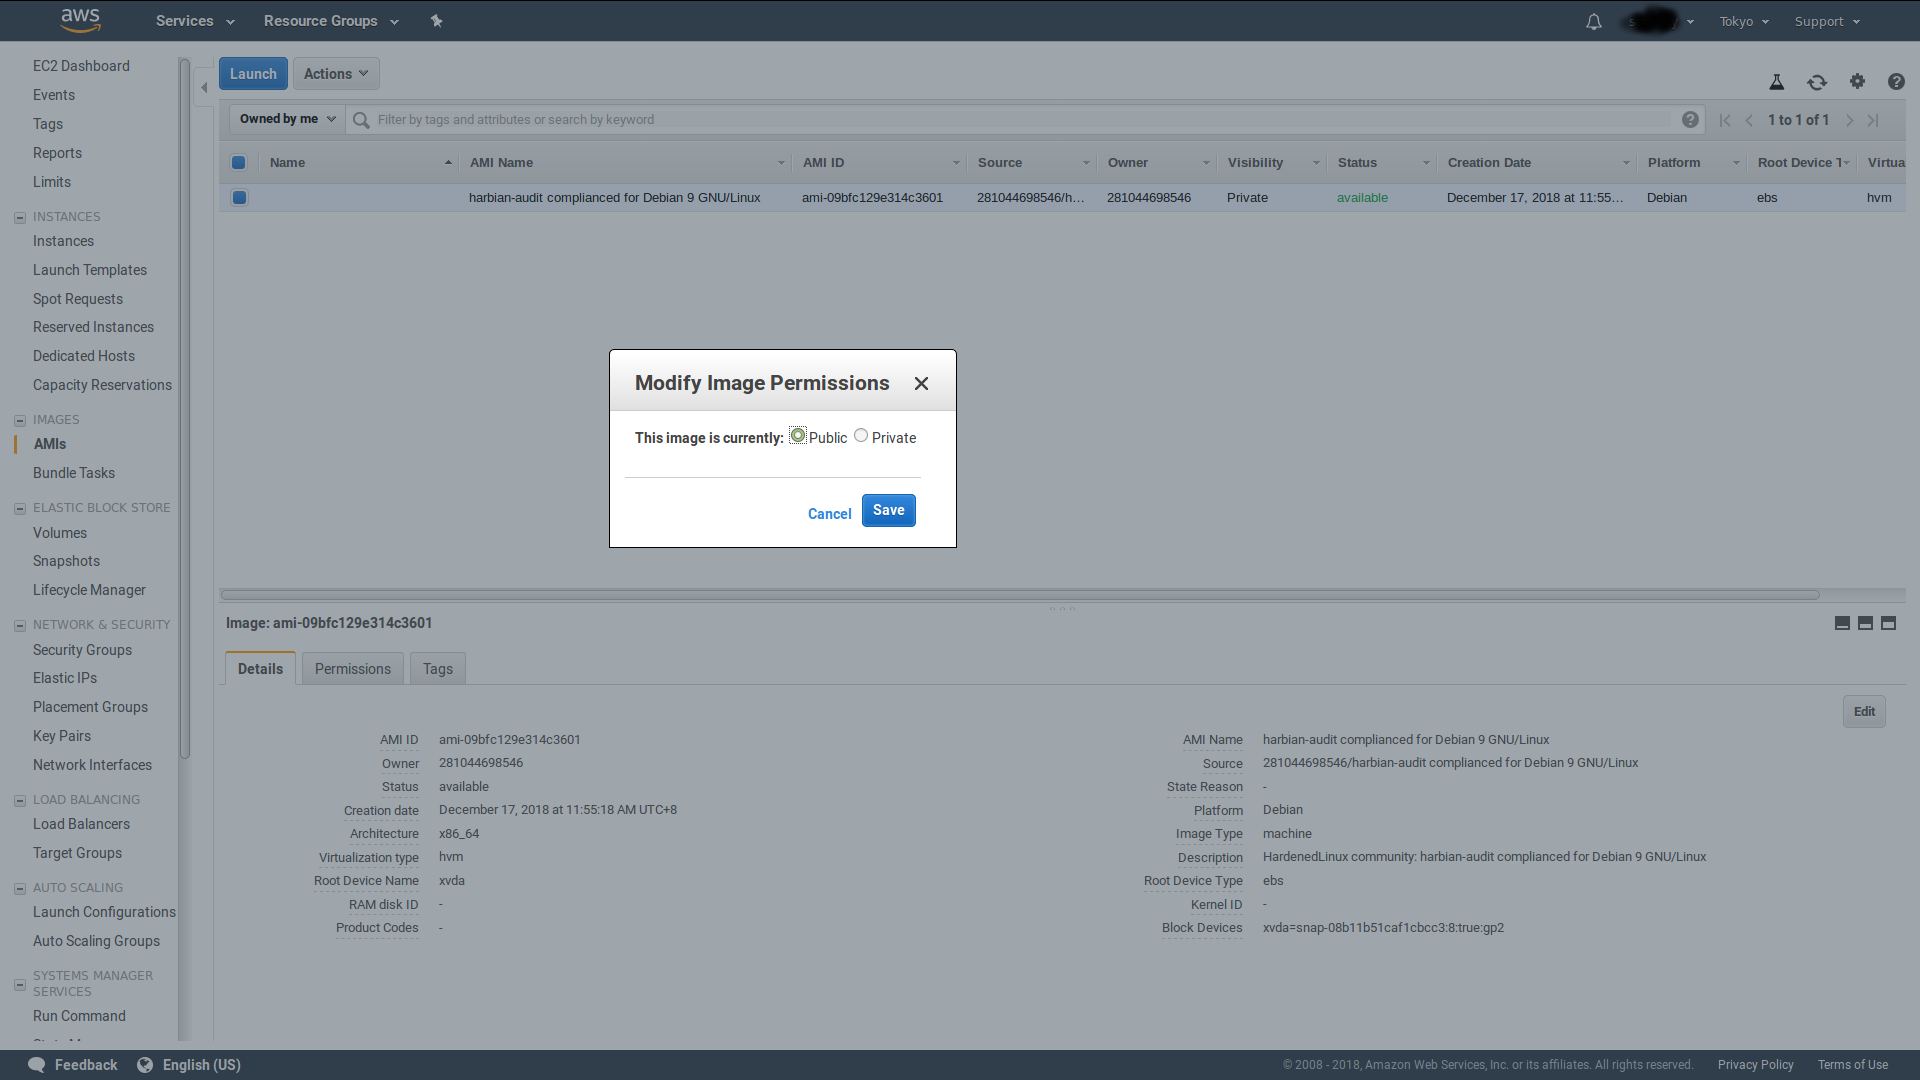 aws Services Resource Groups Tokyo Support
EC2 Dashboard
Events
Tags
Reports
Limits
INSTANCES
Instances
Launch Templates
Spot Requests
Reserved Instances
Dedicated Hosts
Capacity Reservations
IMAGES
AMIs
Bundle Tasks
ELASTIC BLOCK STORE
Volumes
Snapshots
Lifecycle Manager
NETWORK & SECURITY
Security Groups
Elastic IPs
Placement Groups
Key Pairs
Network Interfaces
LOAD BALANCING
Load Balancers
Target Groups
AUTO SCALING
Launch Configurations
Auto Scaling Groups
SYSTEMS MANAGER
SERVICES
Run Command
Launch Actions
Owned by me Filter by tags and attributes or search by keyword 1 to 1 of 1
Name AMI Name AMI ID Source Owner Visibility Status Creation Date Platform Root Device T Virtua
harbian-audit complianced for Debian 9 GNU/Linux ami-09bfc129e314c3601 281044698546/h... 281044698546 Private available December 17, 2018 at 11:55... Debian ebs hvm
Modify Image Permissions
This image is currently: Public Private
Cancel Save
Image: ami-09bfc129e314c3601
Details Permissions Tags
Edit
AMI ID ami-09bfc129e314c3601 AMI Name harbian-audit complianced for Debian 9 GNU/Linux
Owner 281044698546 Source 281044698546/harbian-audit complianced for Debian 9 GNU/Linux
Status available State Reason -
Creation date December 17, 2018 at 11:55:18 AM UTC+8 Platform Debian
Architecture x86_64 Image Type machine
Virtualization type hvm Description HardenedLinux community: harbian-audit complianced for Debian 9 GNU/Linux
Root Device Name xvda Root Device Type ebs
RAM disk ID - Kernel ID -
Product Codes - Block Devices xvda=snap-08b11b51caf1cbcc3:8:true:gp2
Feedback English (US) © 2008 - 2018, Amazon Web Services, Inc. or its affiliates. All rights reserved. Privacy Policy Terms of Use